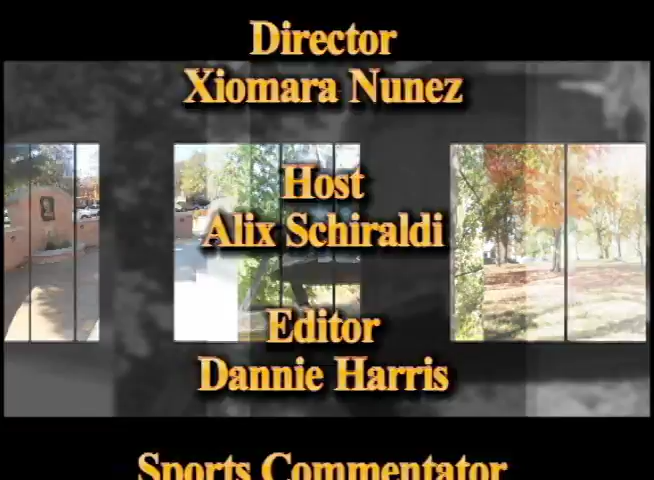 Director
Xiomara Nunez
Host
Alix Schiraldi
Editor
Dannie Harris
Sports Commentator